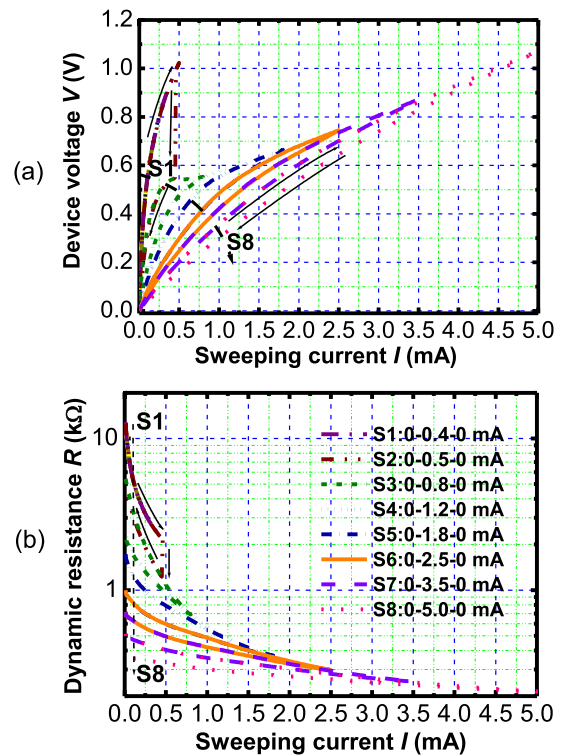 (a)
Device voltage V (V)
1.2
1.0
0.8
0.6
0.4
0.2
0.0
S1
S8
0.0 0.5 1.0 1.5 2.0 2.5 3.0 3.5 4.0 4.5 5.0
Sweeping current I (mA)
(b)
Dynamic resistance R (kΩ)
10
1
S1
S8
S1:0-0.4-0 mA
S2:0-0.5-0 mA
S3:0-0.8-0 mA
S4:0-1.2-0 mA
S5:0-1.8-0 mA
S6:0-2.5-0 mA
S7:0-3.5-0 mA
S8:0-5.0-0 mA
0.0 0.5 1.0 1.5 2.0 2.5 3.0 3.5 4.0 4.5 5.0
Sweeping current I (mA)